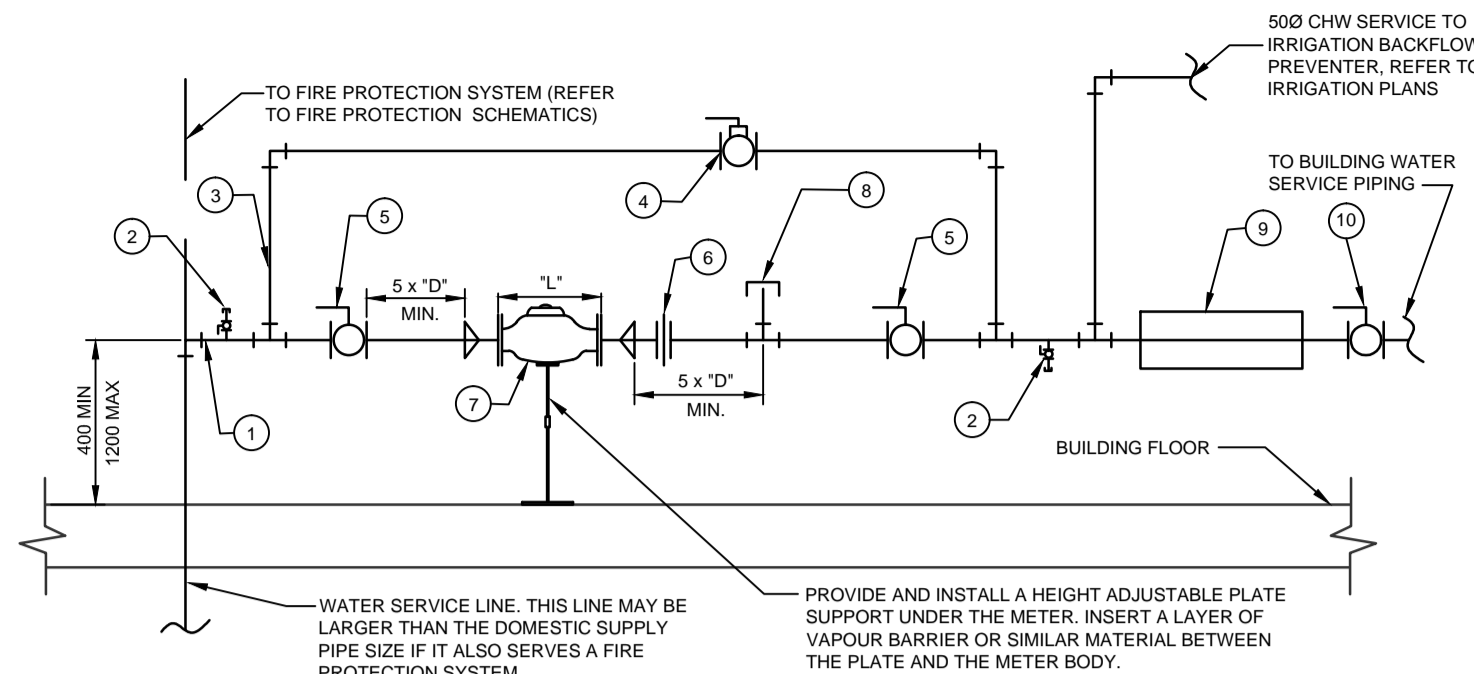 50Ø CHW SERVICE TO
IRRIGATION BACKFLOW
PREVENTER, REFER TO
IRRIGATION PLANS
TO FIRE PROTECTION SYSTEM (REFER
TO FIRE PROTECTION SCHEMATICS)
TO BUILDING WATER
SERVICE PIPING
4
3
8
2
5
5
9
10
6
5 x "D"
MIN.
"L"
400 MIN
1200 MAX
1
7
5 x "D"
MIN.
2
BUILDING FLOOR
WATER SERVICE LINE. THIS LINE MAY BE
LARGER THAN THE DOMESTIC SUPPLY
PIPE SIZE IF IT ALSO SERVES A FIRE
PROTECTION SYSTEM
PROVIDE AND INSTALL A HEIGHT ADJUSTABLE PLATE
SUPPORT UNDER THE METER. INSERT A LAYER OF
VAPOUR BARRIER OR SIMILAR MATERIAL BETWEEN
THE PLATE AND THE METER BODY.